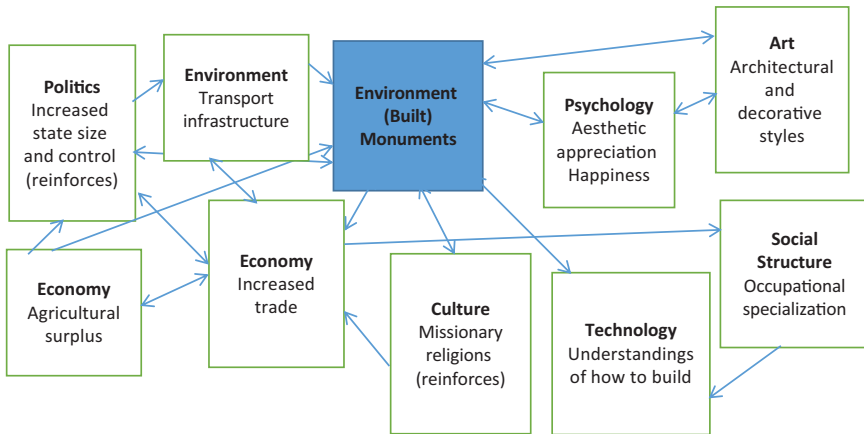 Politics
Increased
state size
and control
(reinforces)
Environment
Transport
infrastructure
Environment
(Built)
Monuments
Psychology
Aesthetic
appreciation
Happiness
Art
Architectural
and
decorative
styles
Economy
Agricultural
surplus
Economy
Increased
trade
Culture
Missionary
religions
(reinforces)
Technology
Understandings
of how to build
Social
Structure
Occupational
specialization